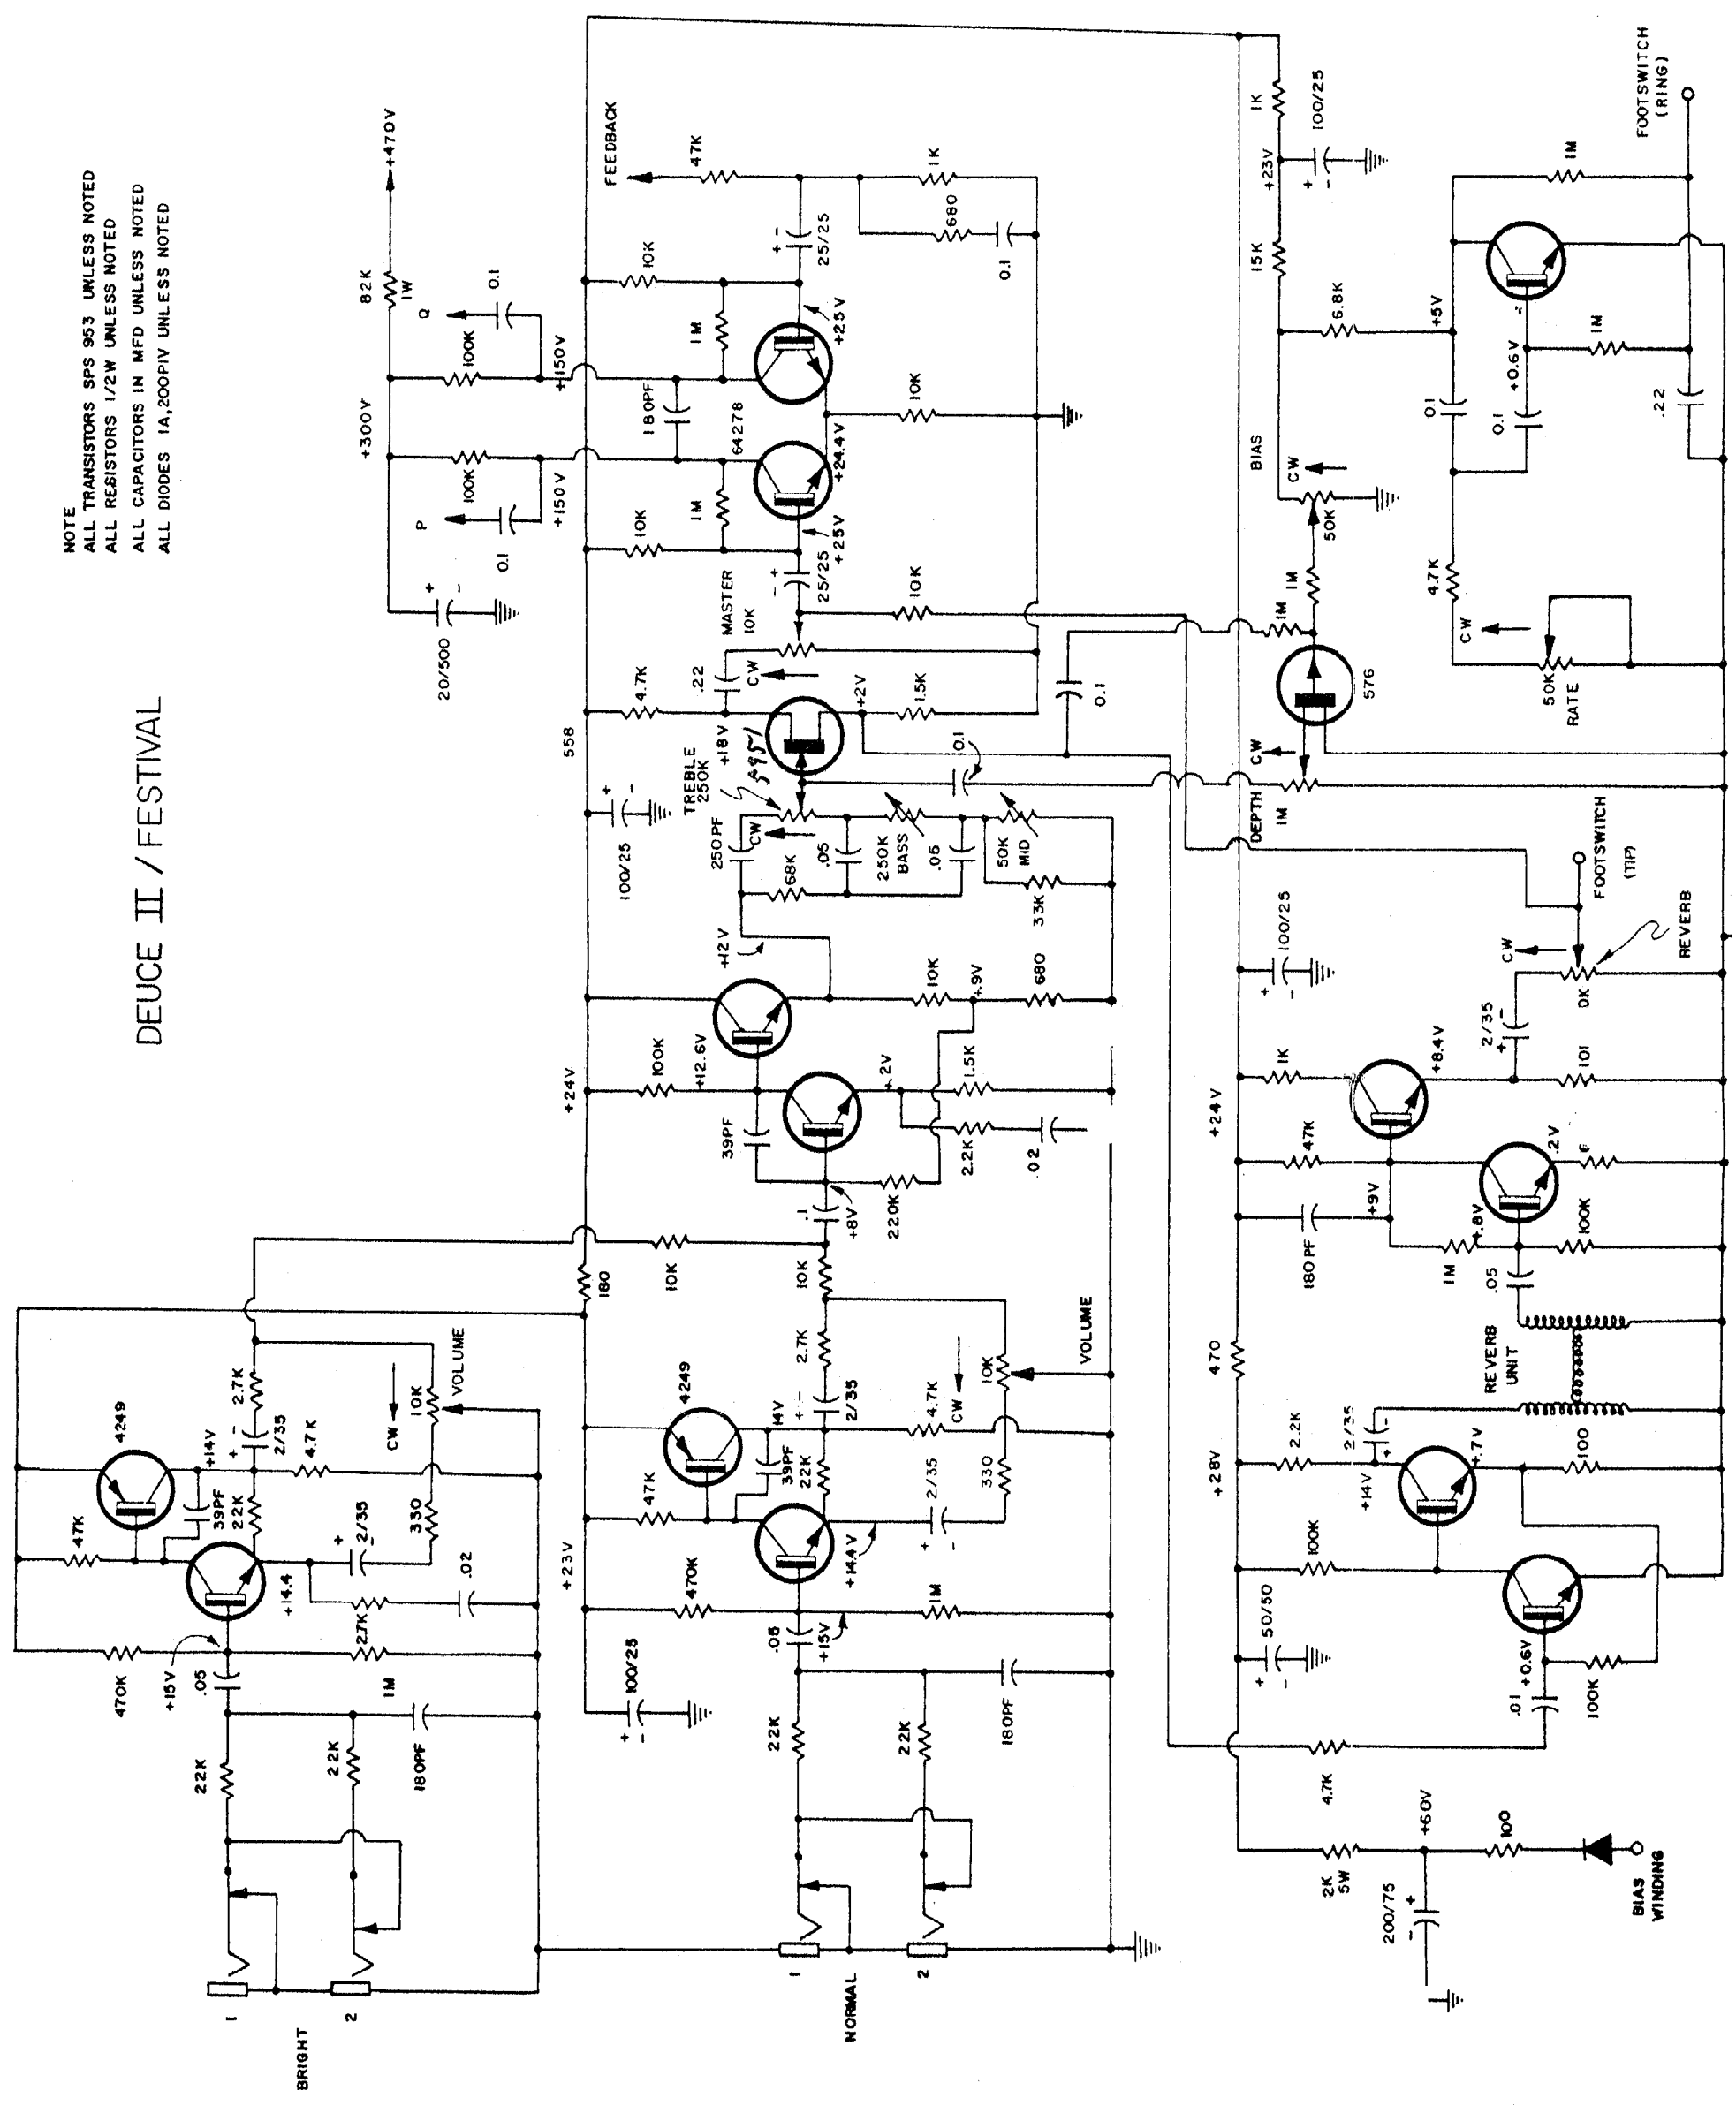 DEUCE II / FESTIVAL
NOTE
ALL TRANSISTORS SPS 953 UNLESS NOTED
ALL RESISTORS 1/2W UNLESS NOTED
ALL CAPACITORS IN MFD UNLESS NOTED
ALL DIODES 1A, 200PIV UNLESS NOTED
BRIGHT
1
2
22K
22K
180PF
.05
+15V
470K
1M
2.7K
.02
+14.4
47K
39PF
22K
2/35
+
-
330
4249
+14V
+ -
2/35
4.7K
2.7K
CW
10K
VOLUME
NORMAL
1
2
22K
22K
180PF
100/25
+
-
.05
+15V
470K
1M
+23V
+14.4V
47K
39PF
22K
2/35
+
-
330
4249
14V
+ -
2/35
4.7K
2.7K
CW
10K
VOLUME
180
10K
10K
.1
+8V
220K
39PF
+24V
100K
+12.6V
+.2V
1.5K
2.2K
.02
10K
+.9V
680
+12V
250PF
68K
.05
.05
CW
TREBLE
250K
250K
BASS
50K
MID
33K
100/25
+
-
558
5951
+18V
4.7K
.22
CW
+2V
1.5K
0.1
0.1
MASTER
10K
10K
- +
25/25
+25V
10K
1M
64278
+24.4V
180PF
10K
1M
10K
+25V
+ -
25/25
FEEDBACK
47K
1K
680
0.1
20/500
+
-
+300V
82K
1W
+470V
100K
100K
P
0.1
+150V
Q
0.1
+150V
BIAS
WINDING
100
+60V
200/75
- +
2K
5W
4.7K
50/50
+
-
.01
+0.6V
100K
100K
+28V
2.2K
+14V
2/35
+ -
+.7V
100
REVERB
UNIT
470
.05
180PF
1M
+.8V
100K
+9V
47K
.2V
+24V
1K
+8.4V
101
2/35
+ -
CW
REVERB
FOOTSWITCH
(TIP)
100/25
+
-
DEPTH
1M
CW
576
1M
1M
50K
CW
BIAS
15K
+23V
1K
100/25
+
-
6.8K
+5V
0.1
0.1
+0.6V
1M
1M
.22
4.7K
CW
50K
RATE
FOOTSWITCH
(RING)